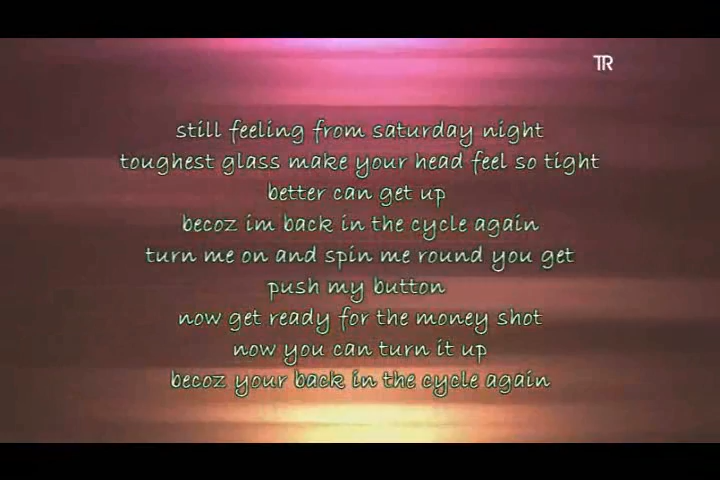 TR
still feeling from saturday night
toughest glass make your head feel so tight
better can get up
becoz im back in the cycle again
turn me on and spin me round you get
push my button
now get ready for the money shot
now you can turn it up
becoz your back in the cycle again